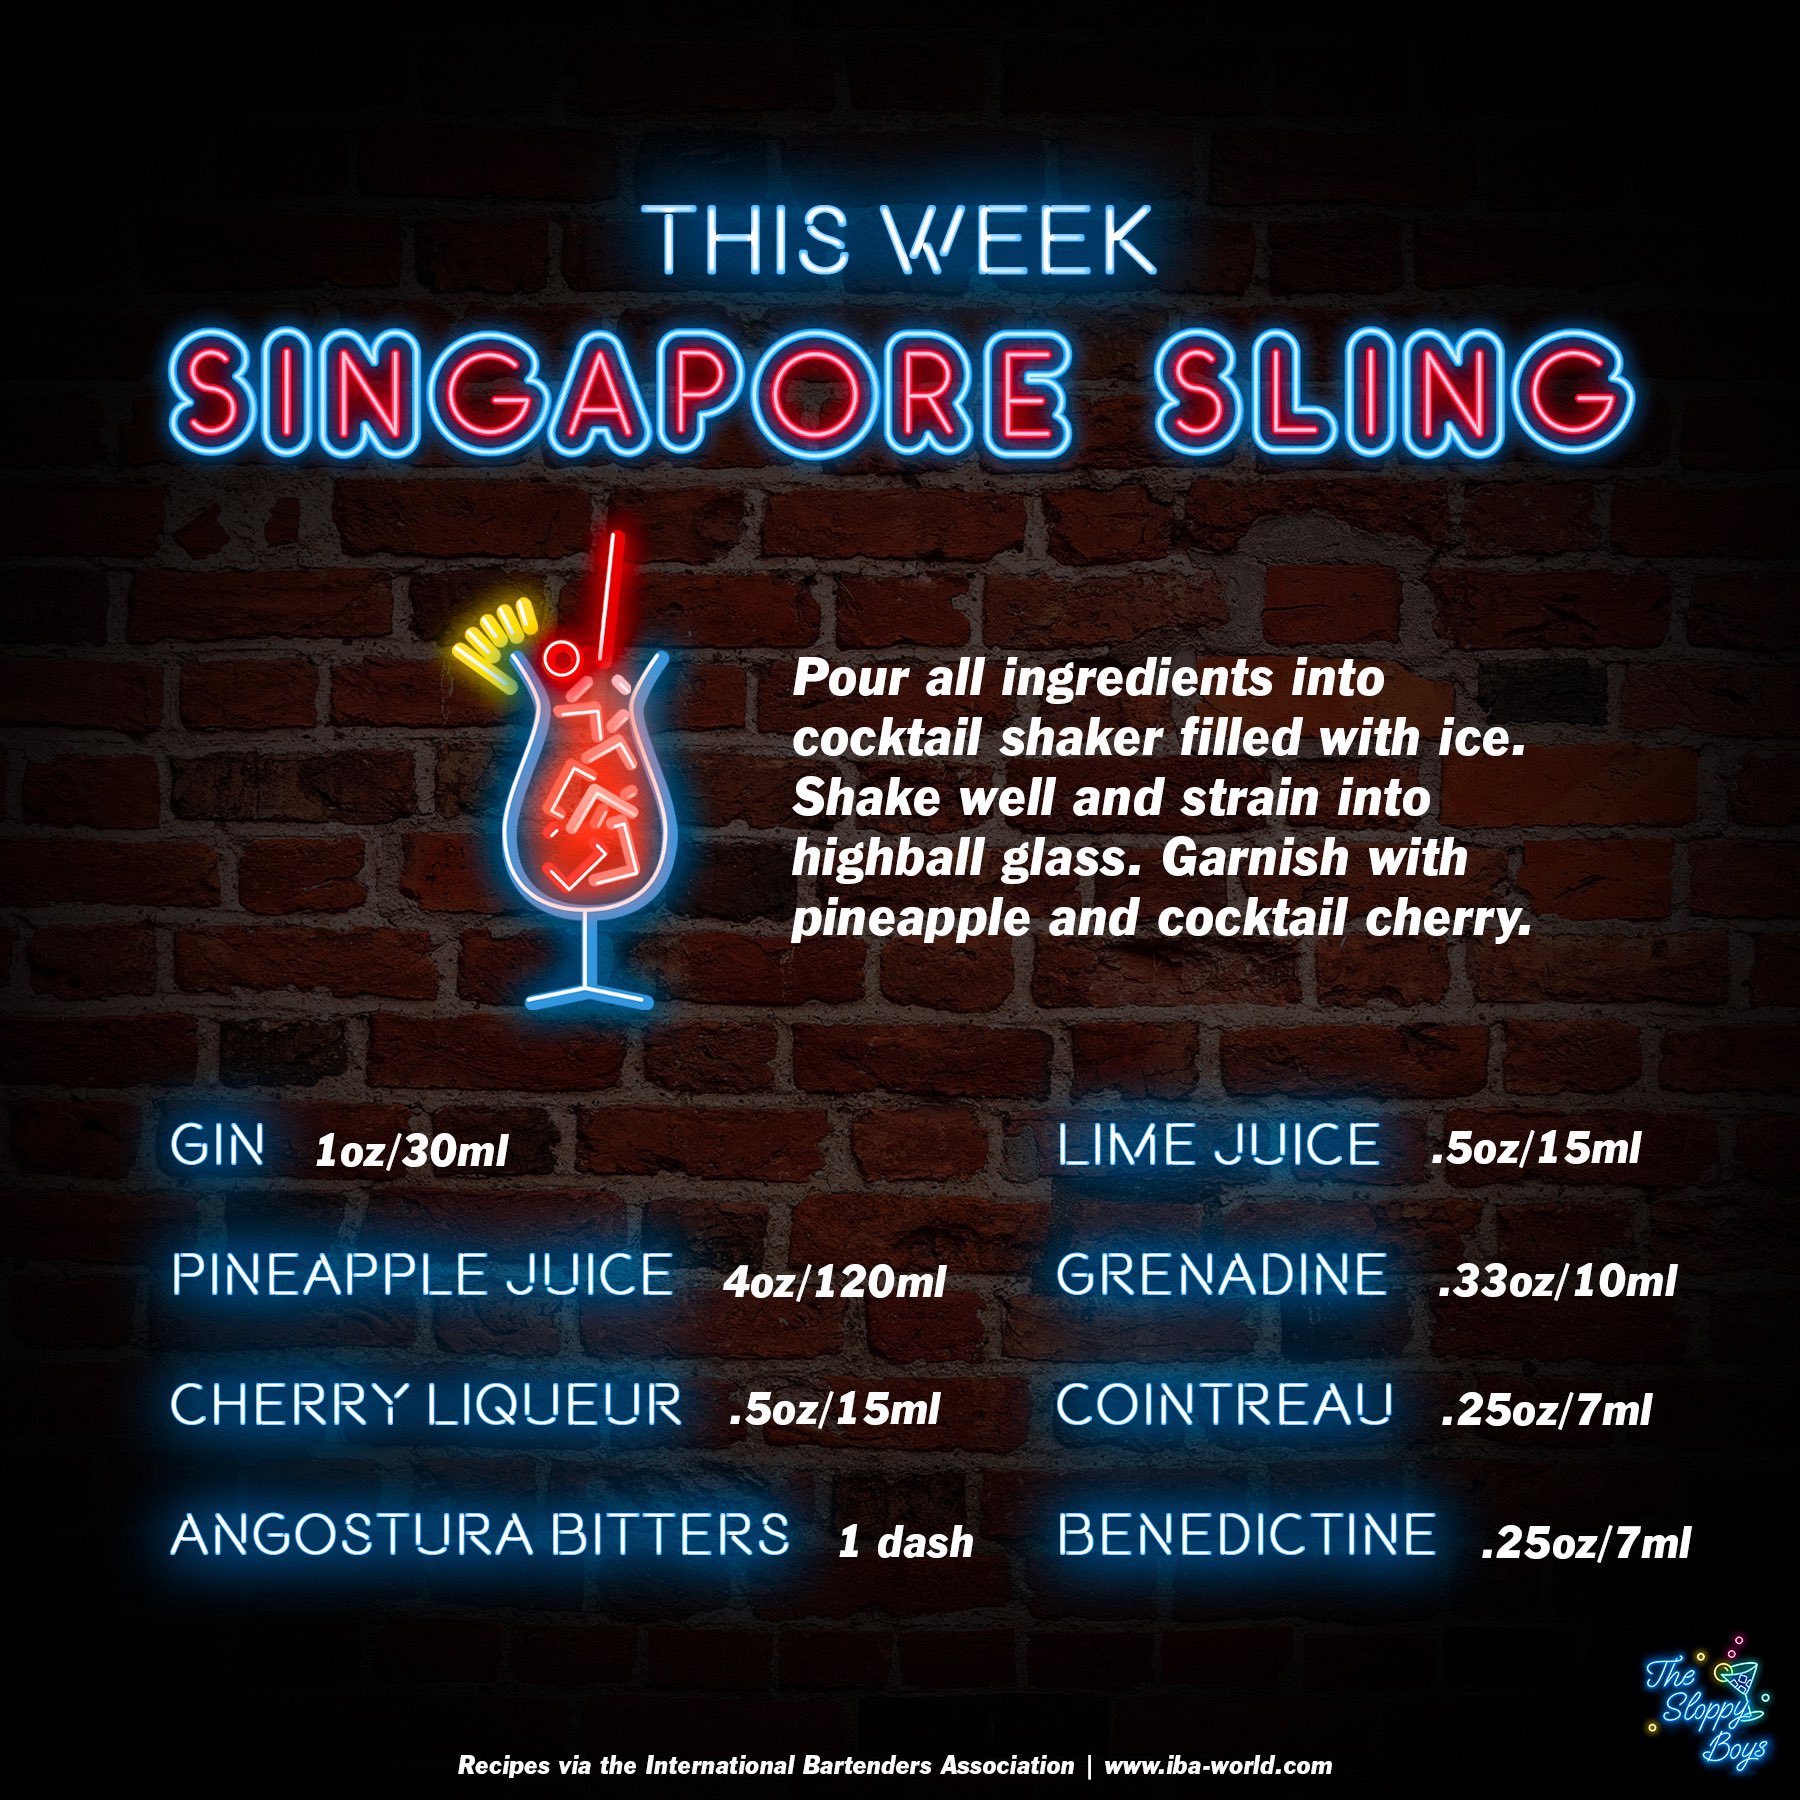 THIS WEEK
SINGAPORE SLING
Pour all ingredients into
cocktail shaker filled with ice.
Shake well and strain into
highball glass. Garnish with
pineapple and cocktail cherry.
GIN 1oz/30ml
PINEAPPLE JUICE 4oz/120ml
CHERRY LIQUEUR .5oz/15ml
ANGOSTURA BITTERS 1 dash
LIME JUICE .5oz/15ml
GRENADINE .33oz/10ml
COINTREAU .25oz/7ml
BENEDICTINE .25oz/7ml
The
Sloppy
Boys
Recipes via the International Bartenders Association | www.iba-world.com